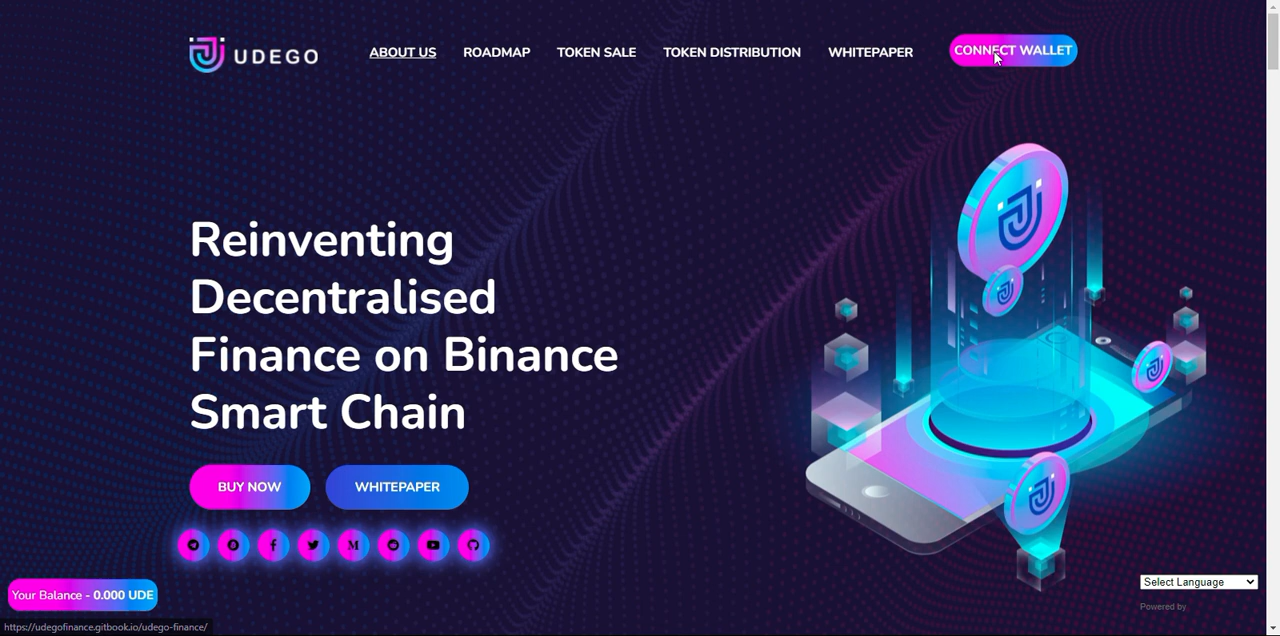 UDEGO
ABOUT US
ROADMAP
TOKEN SALE
TOKEN DISTRIBUTION
WHITEPAPER
CONNECT WALLET
Reinventing
Decentralised
Finance on Binance
Smart Chain
BUY NOW
WHITEPAPER
M
Your Balance - 0.000 UDE
Select Language
Powered by
https://udegofinance.gitbook.io/udego-finance/